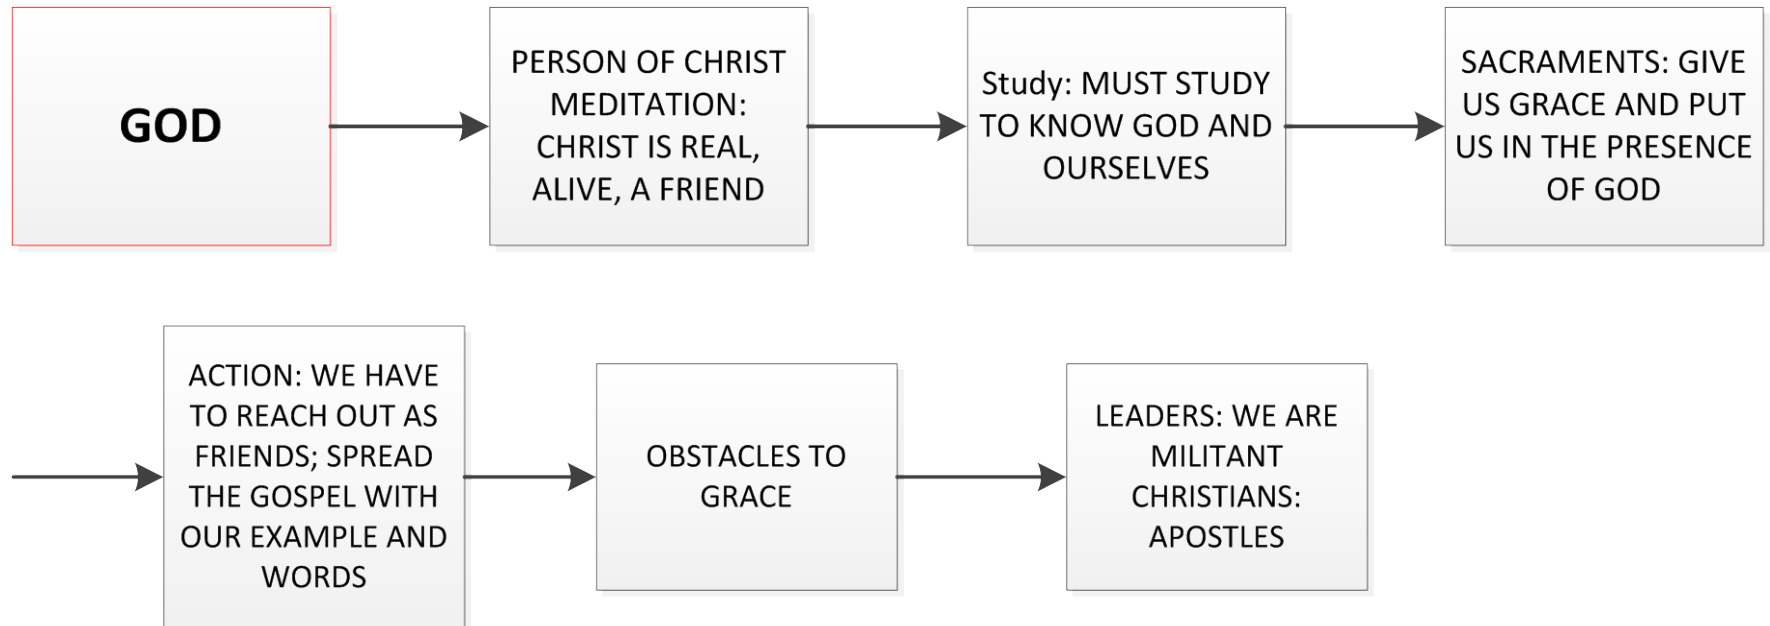 GOD
PERSON OF CHRIST
MEDITATION:
CHRIST IS REAL,
ALIVE, A FRIEND
Study: MUST STUDY
TO KNOW GOD AND
OURSELVES
SACRAMENTS: GIVE
US GRACE AND PUT
US IN THE PRESENCE
OF GOD
ACTION: WE HAVE
TO REACH OUT AS
FRIENDS; SPREAD
THE GOSPEL WITH
OUR EXAMPLE AND
WORDS
OBSTACLES TO
GRACE
LEADERS: WE ARE
MILITANT
CHRISTIANS:
APOSTLES